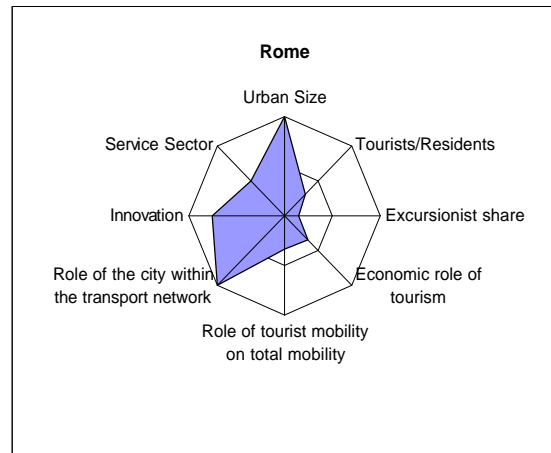 Rome
Urban Size
Service Sector
Tourists/Residents
Innovation
Excursionist share
Role of the city within
the transport network
Economic role of
tourism
Role of tourist mobility
on total mobility